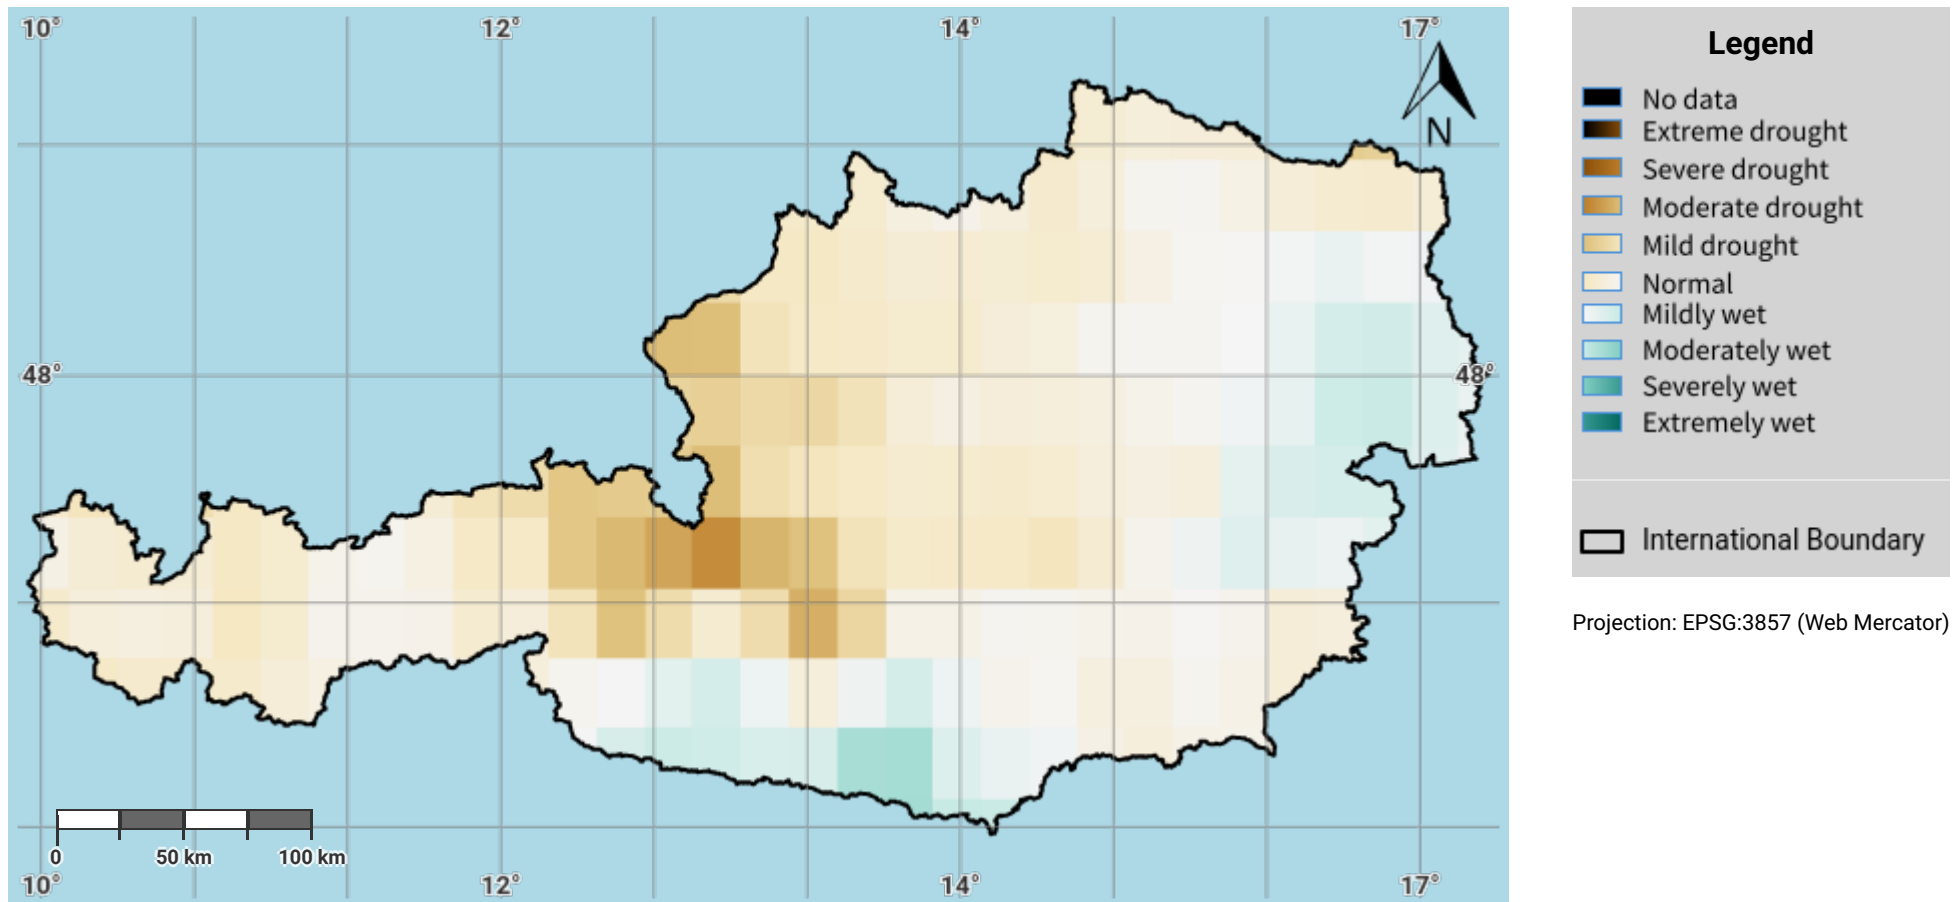 10°
12°
14°
17°
N
48°
48°
0
50 km
100 km
10°
12°
14°
17°
Legend
No data
Extreme drought
Severe drought
Moderate drought
Mild drought
Normal
Mildly wet
Moderately wet
Severely wet
Extremely wet
International Boundary
Projection: EPSG:3857 (Web Mercator)